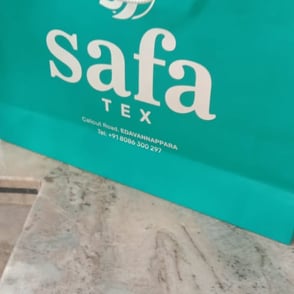 safa
TEX
Calicut Road, EDAVANNAPPARA
Tel: +91 8086 300 297